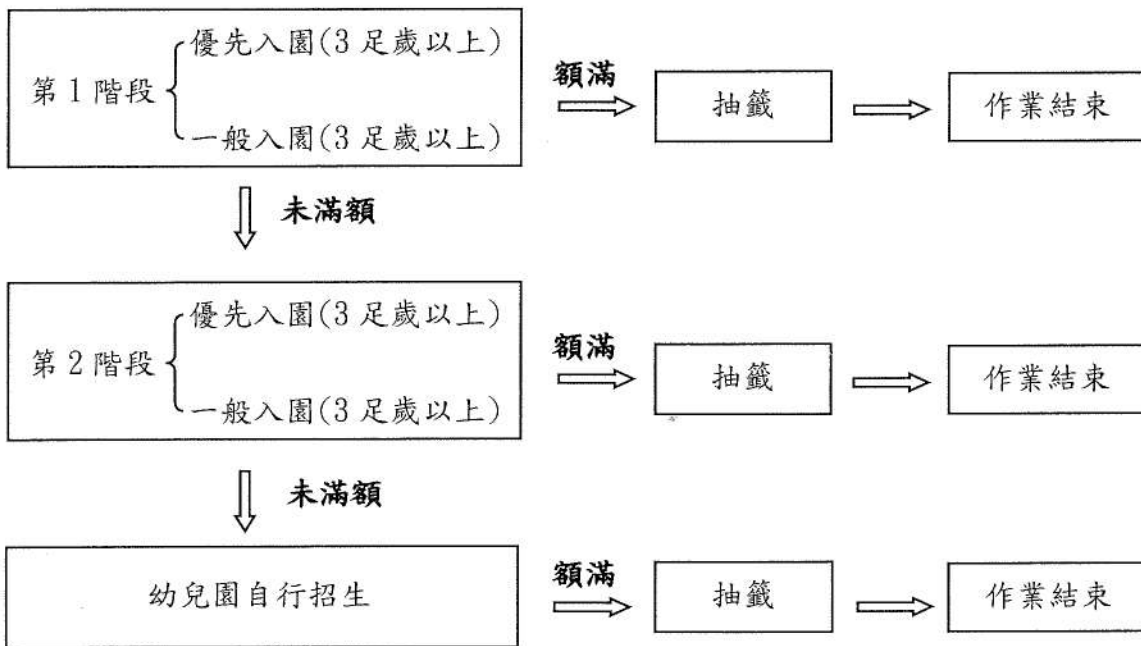 優先入園(3足歲以上)
第1階段
一般入園(3足歲以上)
額滿
抽籤
作業結束
未滿額
優先入園(3足歲以上)
第2階段
一般入園(3足歲以上)
額滿
抽籤
作業結束
未滿額
幼兒園自行招生
額滿
抽籤
作業結束